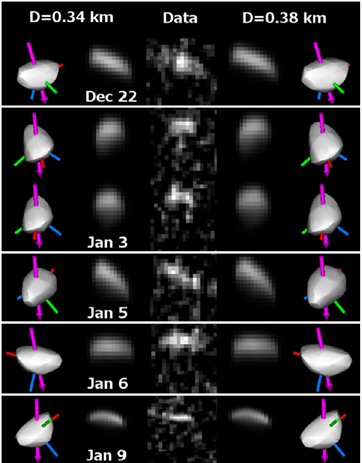 D=0.34 km Data D=0.38 km
Dec 22
Jan 3
Jan 5
Jan 6
Jan 9